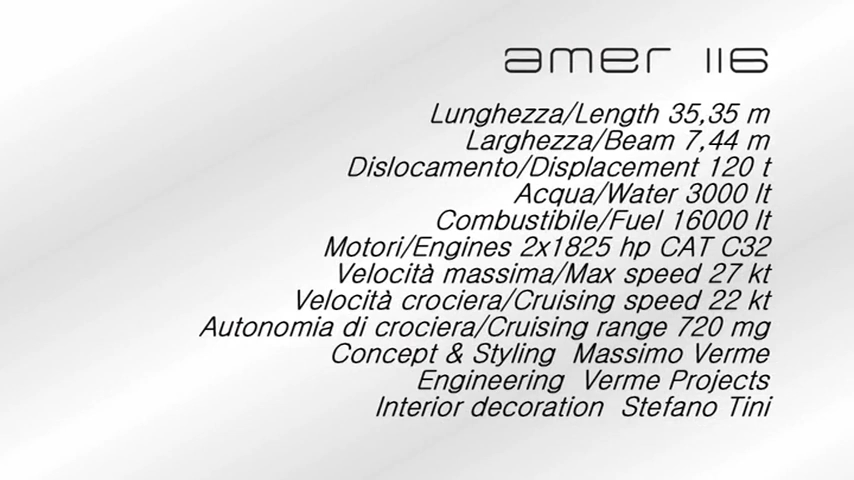 amer 116
Lunghezza/Length 35,35 m
Larghezza/Beam 7,44 m
Dislocamento/Displacement 120 t
Acqua/Water 3000 lt
Combustibile/Fuel 16000 lt
Motori/Engines 2x1825 hp CAT C32
Velocità massima/Max speed 27 kt
Velocità crociera/Cruising speed 22 kt
Autonomia di crociera/Cruising range 720 mg
Concept & Styling  Massimo Verme
Engineering  Verme Projects
Interior decoration  Stefano Tini